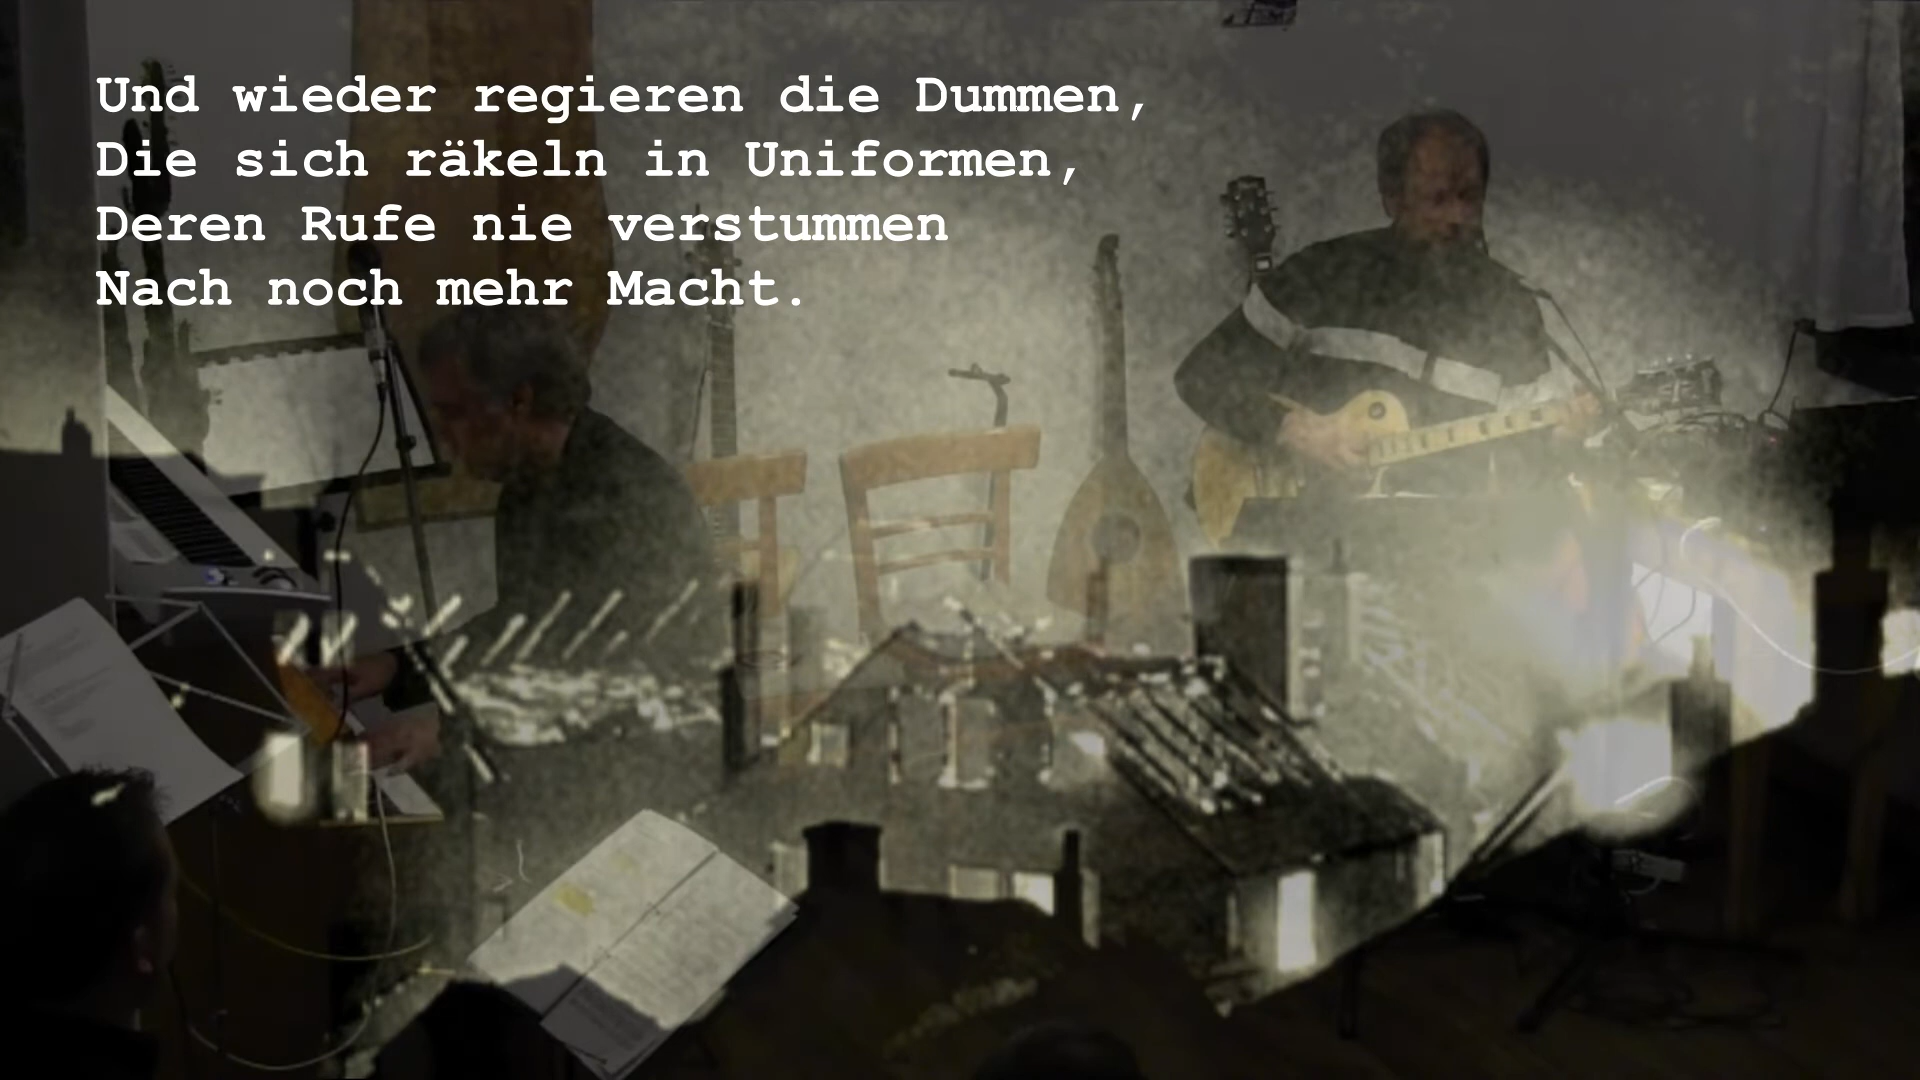 Und wieder regieren die Dummen,
Die sich räkeln in Uniformen,
Deren Rufe nie verstummen
Nach noch mehr Macht.